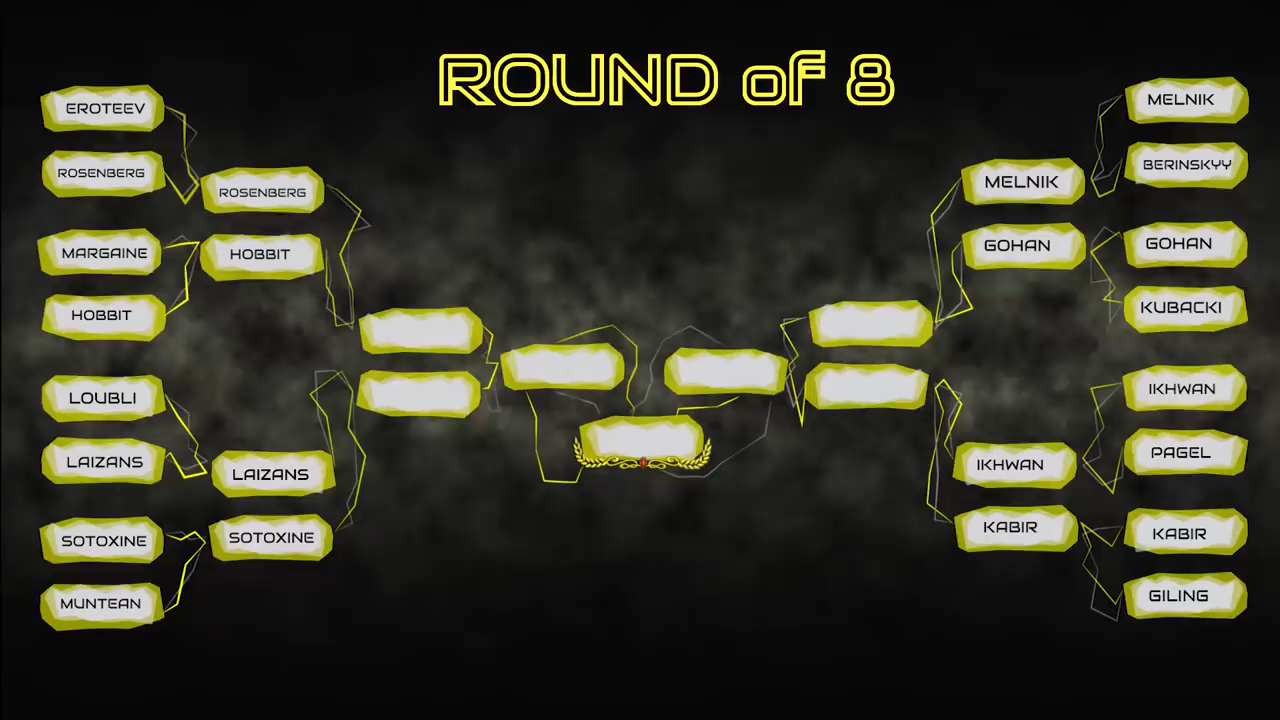 ROUND of 8
EROTEEV
ROSENBERG
MARGAINE
HOBBIT
LOUBLI
LAIZANS
SOTOXINE
MUNTEAN
ROSENBERG
HOBBIT
LAIZANS
SOTOXINE
MELNIK
GOHAN
IKHWAN
KABIR
MELNIK
BERINSKYY
GOHAN
KUBACKI
IKHWAN
PAGEL
KABIR
GILING